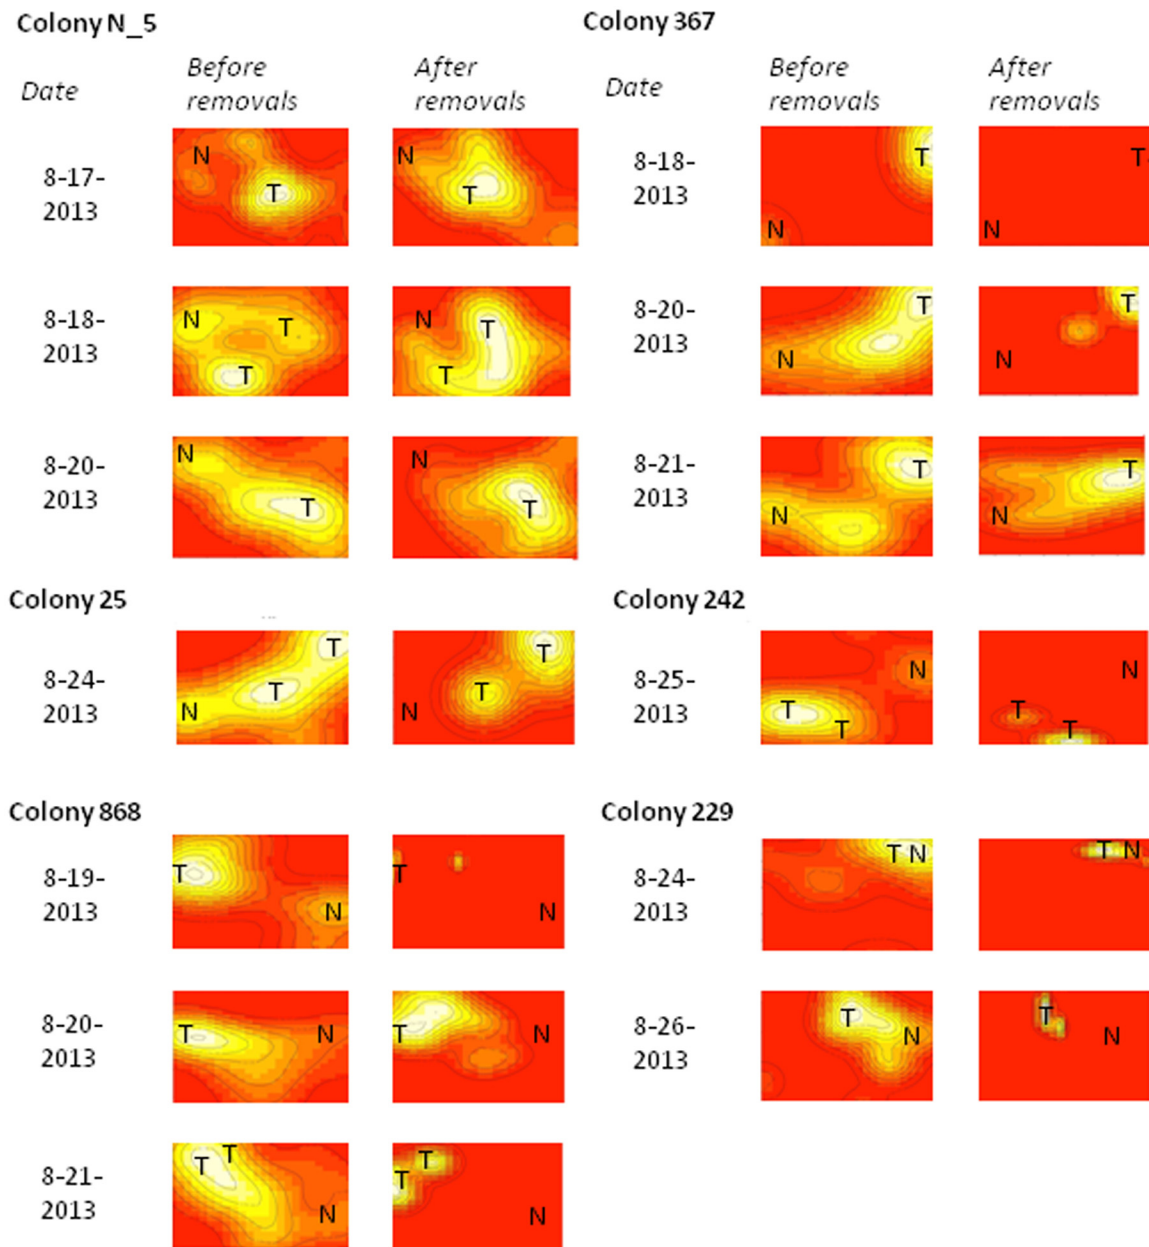 Colony N_5 Colony 367
Date Before removals After removals Date Before removals After removals
8-17-2013 N T N T 8-18-2013 T N T N
8-18-2013 N T T N T T 8-20-2013 T N T N
8-20-2013 N T N T 8-21-2013 T N T N
Colony 25 Colony 242
8-24-2013 T T N T T N 8-25-2013 N T T N T T
Colony 868 Colony 229
8-19-2013 T N T N 8-24-2013 T N T N
8-20-2013 T N T N 8-26-2013 T N T N
8-21-2013 T T N T T N